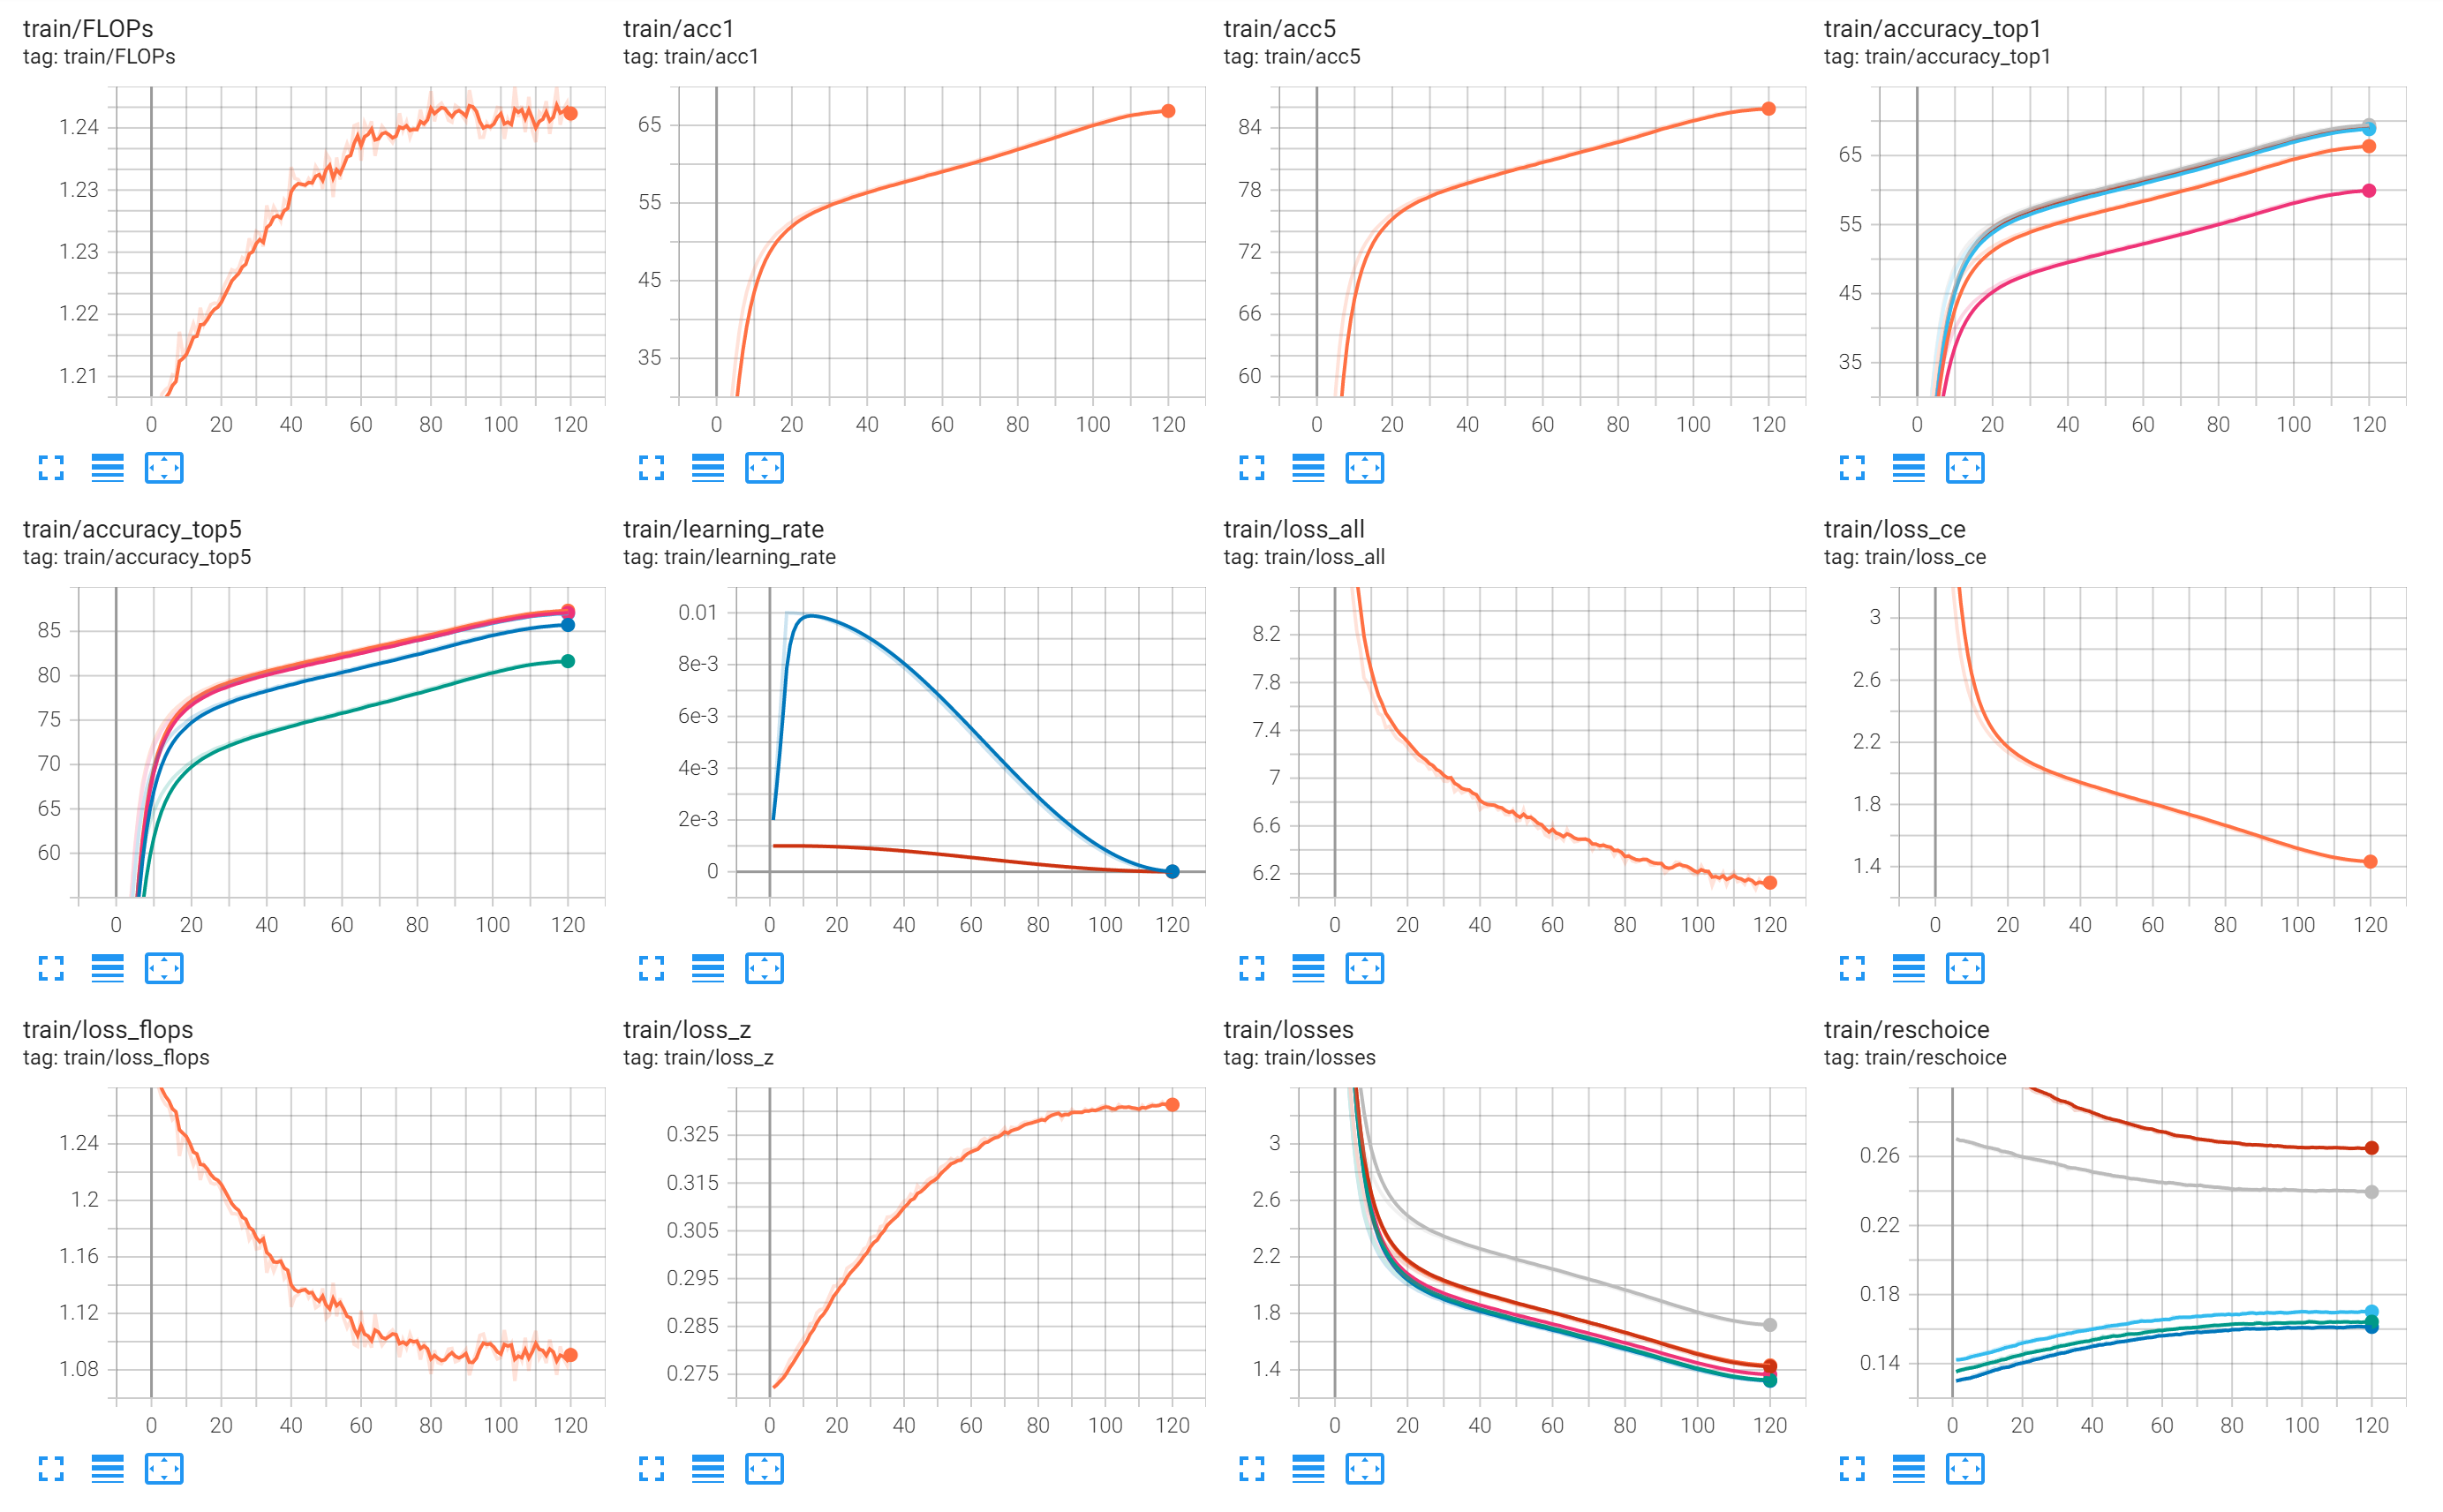 train/FLOPs
tag: train/FLOPs
1.24
1.23
1.23
1.22
1.21
0 20 40 60 80 100 120
train/acc1
tag: train/acc1
65
55
45
35
0 20 40 60 80 100 120
train/acc5
tag: train/acc5
84
78
72
66
60
0 20 40 60 80 100 120
train/accuracy_top1
tag: train/accuracy_top1
65
55
45
35
0 20 40 60 80 100 120
train/accuracy_top5
tag: train/accuracy_top5
85
80
75
70
65
60
0 20 40 60 80 100 120
train/learning_rate
tag: train/learning_rate
0.01
8e-3
6e-3
4e-3
2e-3
0
0 20 40 60 80 100 120
train/loss_all
tag: train/loss_all
8.2
7.8
7.4
7
6.6
6.2
0 20 40 60 80 100 120
train/loss_ce
tag: train/loss_ce
3
2.6
2.2
1.8
1.4
0 20 40 60 80 100 120
train/loss_flops
tag: train/loss_flops
1.24
1.2
1.16
1.12
1.08
0 20 40 60 80 100 120
train/loss_z
tag: train/loss_z
0.325
0.315
0.305
0.295
0.285
0.275
0 20 40 60 80 100 120
train/losses
tag: train/losses
3
2.6
2.2
1.8
1.4
0 20 40 60 80 100 120
train/reschoice
tag: train/reschoice
0.26
0.22
0.18
0.14
0 20 40 60 80 100 120